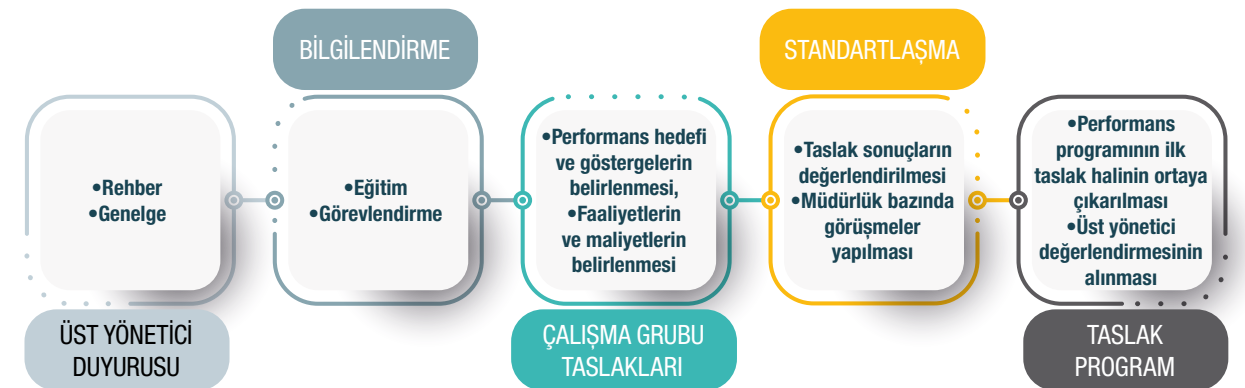 BİLGİLENDİRME
STANDARTLAŞMA
•Rehber
•Genelge
•Eğitim
•Görevlendirme
•Performans hedefi
ve göstergelerin
belirlenmesi,
•Faaliyetlerin
ve maliyetlerin
belirlenmesi
•Taslak sonuçların
değerlendirilmesi
•Müdürlük bazında
görüşmeler
yapılması
•Performans
programının ilk
taslak halinin ortaya
çıkarılması
•Üst yönetici
değerlendirmesinin
alınması
ÜST YÖNETİCİ
DUYURUSU
ÇALIŞMA GRUBU
TASLAKLARI
TASLAK
PROGRAM